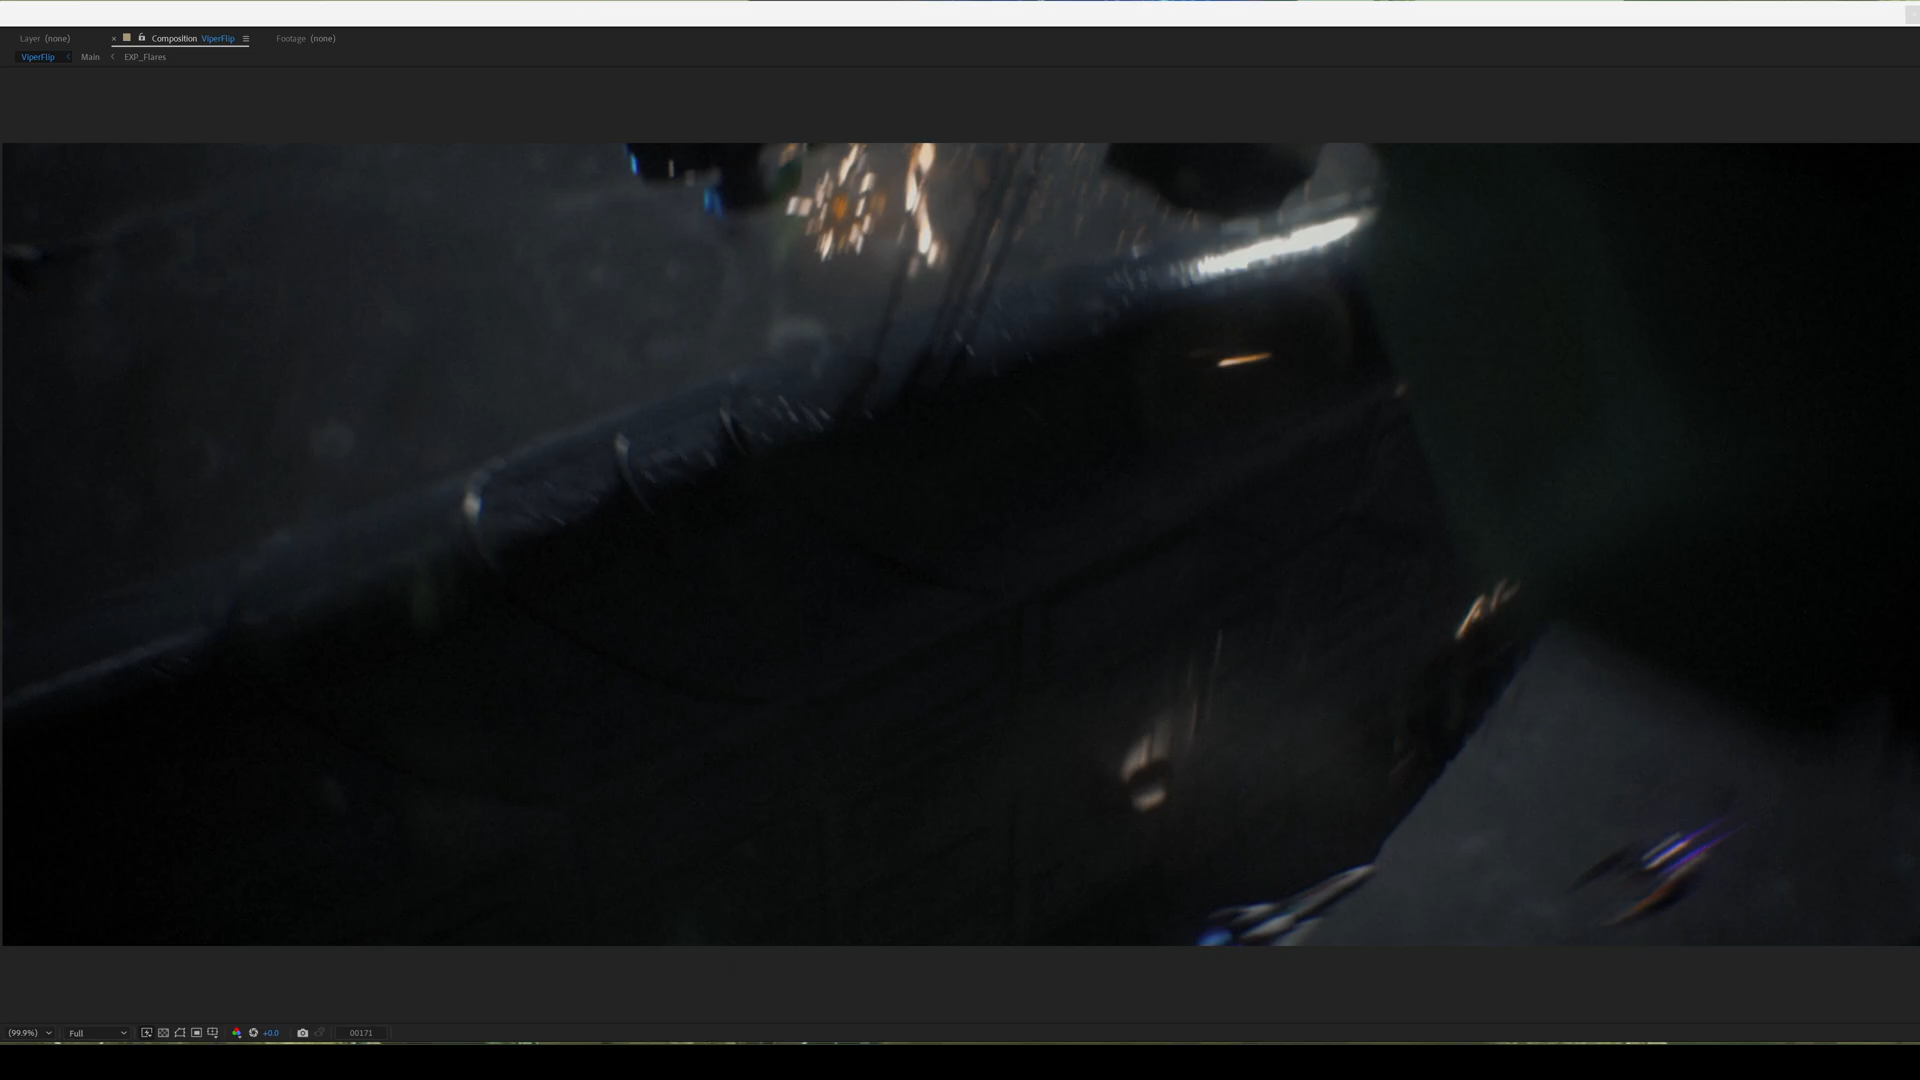 Layer (none)
× Composition ViperFlip
Footage (none)
ViperFlip < Main < EXP_Flares
(99.9%) Full +0.0 00171